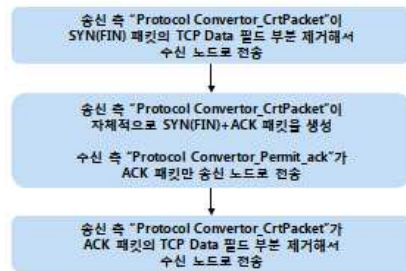 송신 측 “Protocol Convertor_CrtPacket”이
SYN(FIN) 패킷의 TCP Data 필드 부분 제거해서
수신 노드로 전송
송신 측 “Protocol Convertor_CrtPacket”이
자체적으로 SYN(FIN)+ACK 패킷을 생성
수신 측 “Protocol Convertor_Permit_ack”가
ACK 패킷만 송신 노드로 전송
송신 측 “Protocol Convertor_CrtPacket”가
ACK 패킷의 TCP Data 필드 부분 제거해서
수신 노드로 전송